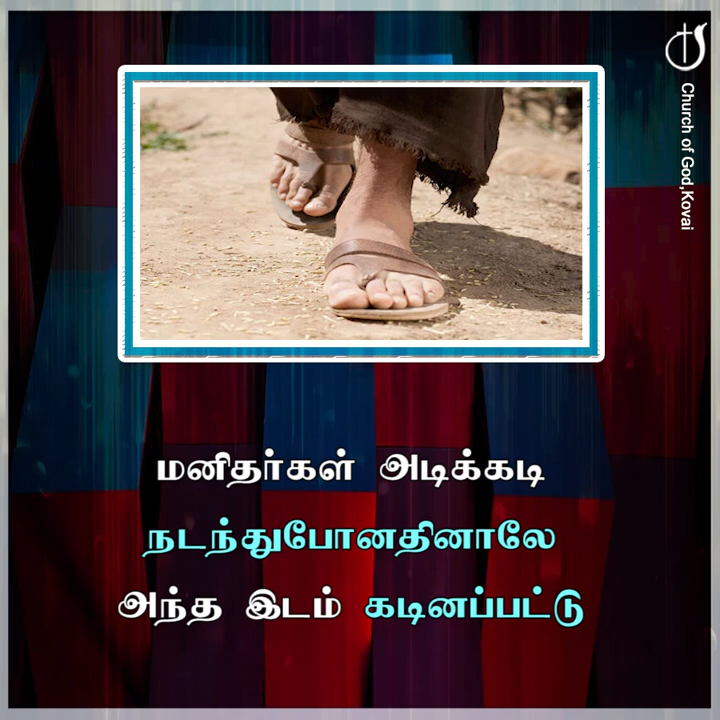 Church of God,Kovai
மனிதர்கள் அடிக்கடி
நடந்துபோனதினாலே
அந்த இடம் கடினப்பட்டு